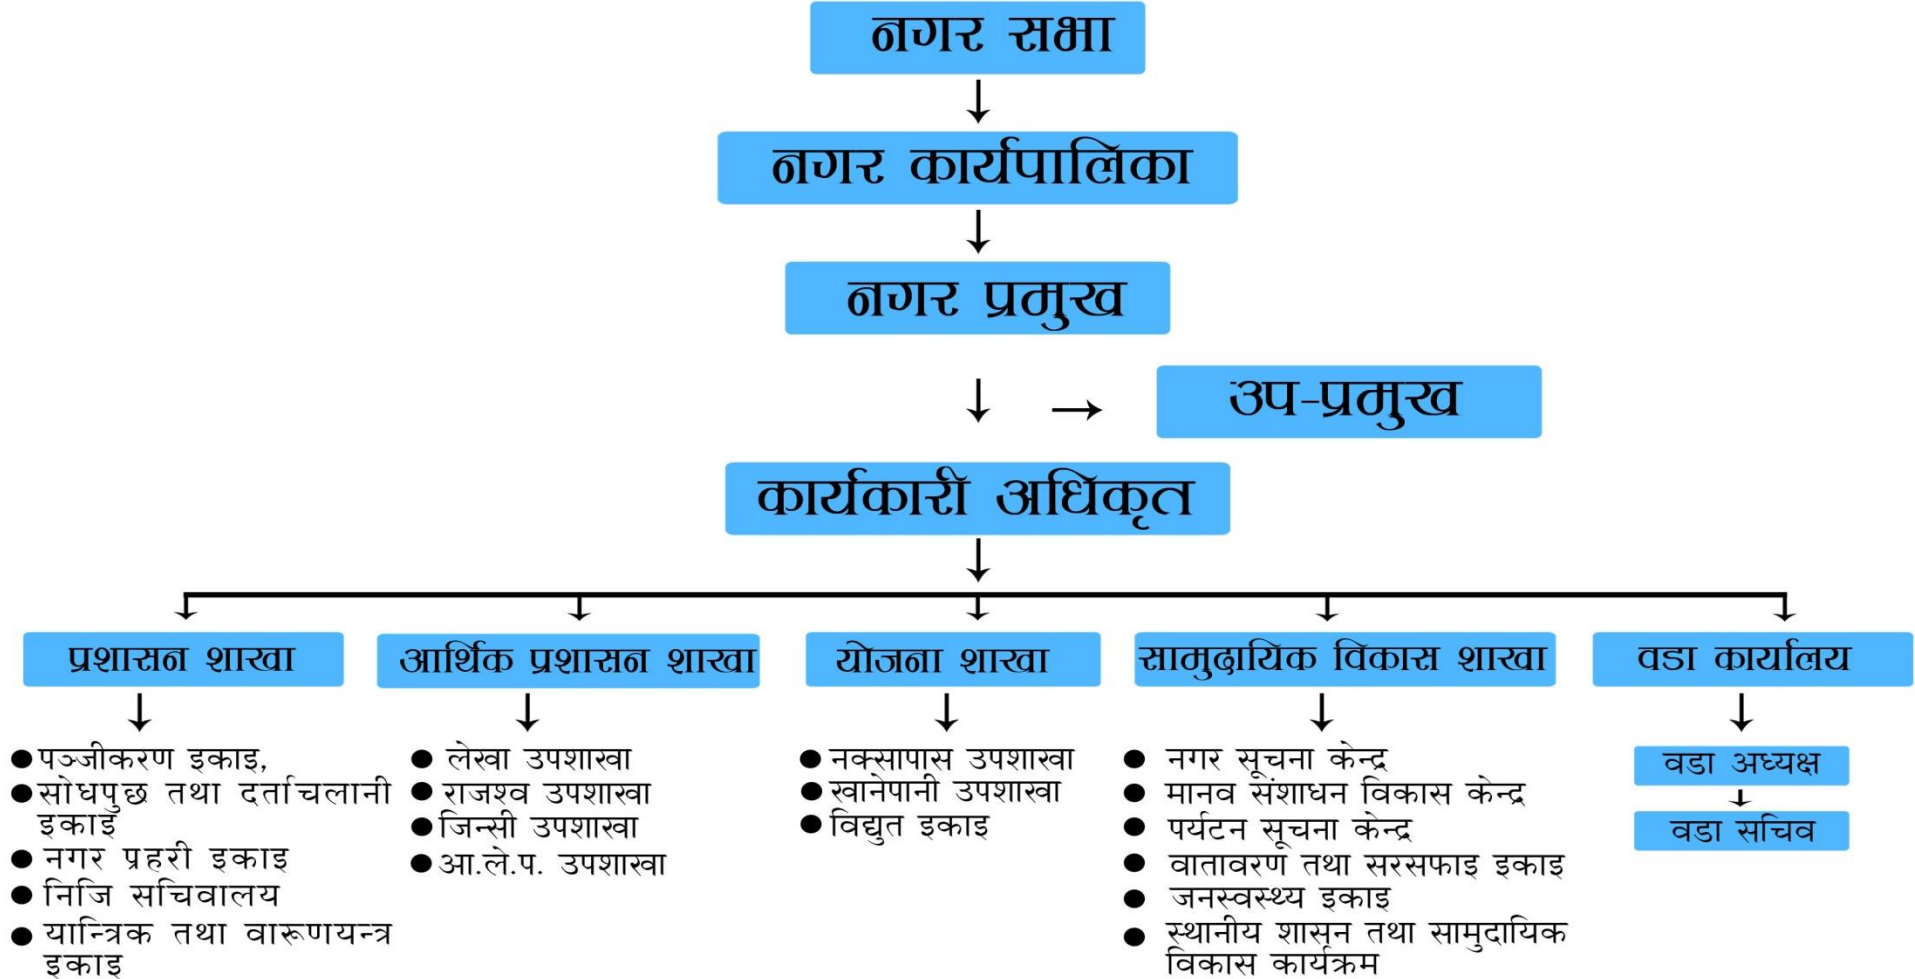 नगर सभा
नगर कार्यपालिका
नगर प्रमुख
उप-प्रमुख
कार्यकारी अधिकृत
प्रशासन शाखा
पञ्जीकरण इकाइ,
सोधपुछ तथा दर्ताचलानी
इकाइ
नगर प्रहरी इकाइ
निजि सचिवालय
यान्त्रिक तथा वारूणयन्त्र
इकाइ
आर्थिक प्रशासन शाखा
लेखा उपशाखा
राजश्व उपशाखा
जिन्सी उपशाखा
आ.ले.प. उपशाखा
योजना शाखा
नक्सापास उपशाखा
खानेपानी उपशाखा
विद्युत इकाइ
सामुदायिक विकास शाखा
नगर सूचना केन्द्र
मानव संशाधन विकास केन्द्र
पर्यटन सूचना केन्द्र
वातावरण तथा सरसफाइ इकाइ
जनस्वस्थ्य इकाइ
स्थानीय शासन तथा सामुदायिक
विकास कार्यक्रम
वडा कार्यालय
वडा अध्यक्ष
वडा सचिव